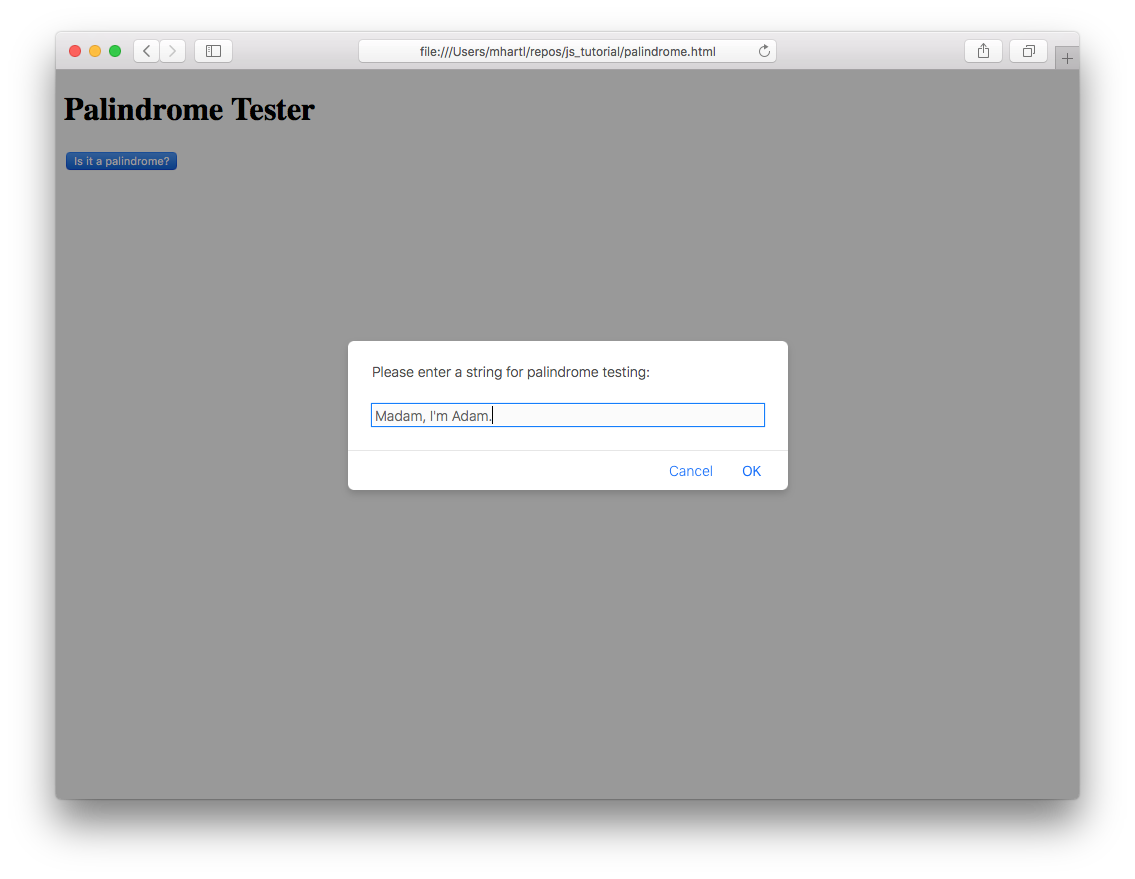 file:///Users/mhartl/repos/js_tutorial/palindrome.html
Palindrome Tester
Is it a palindrome?
Please enter a string for palindrome testing:
Madam, I'm Adam.
Cancel OK